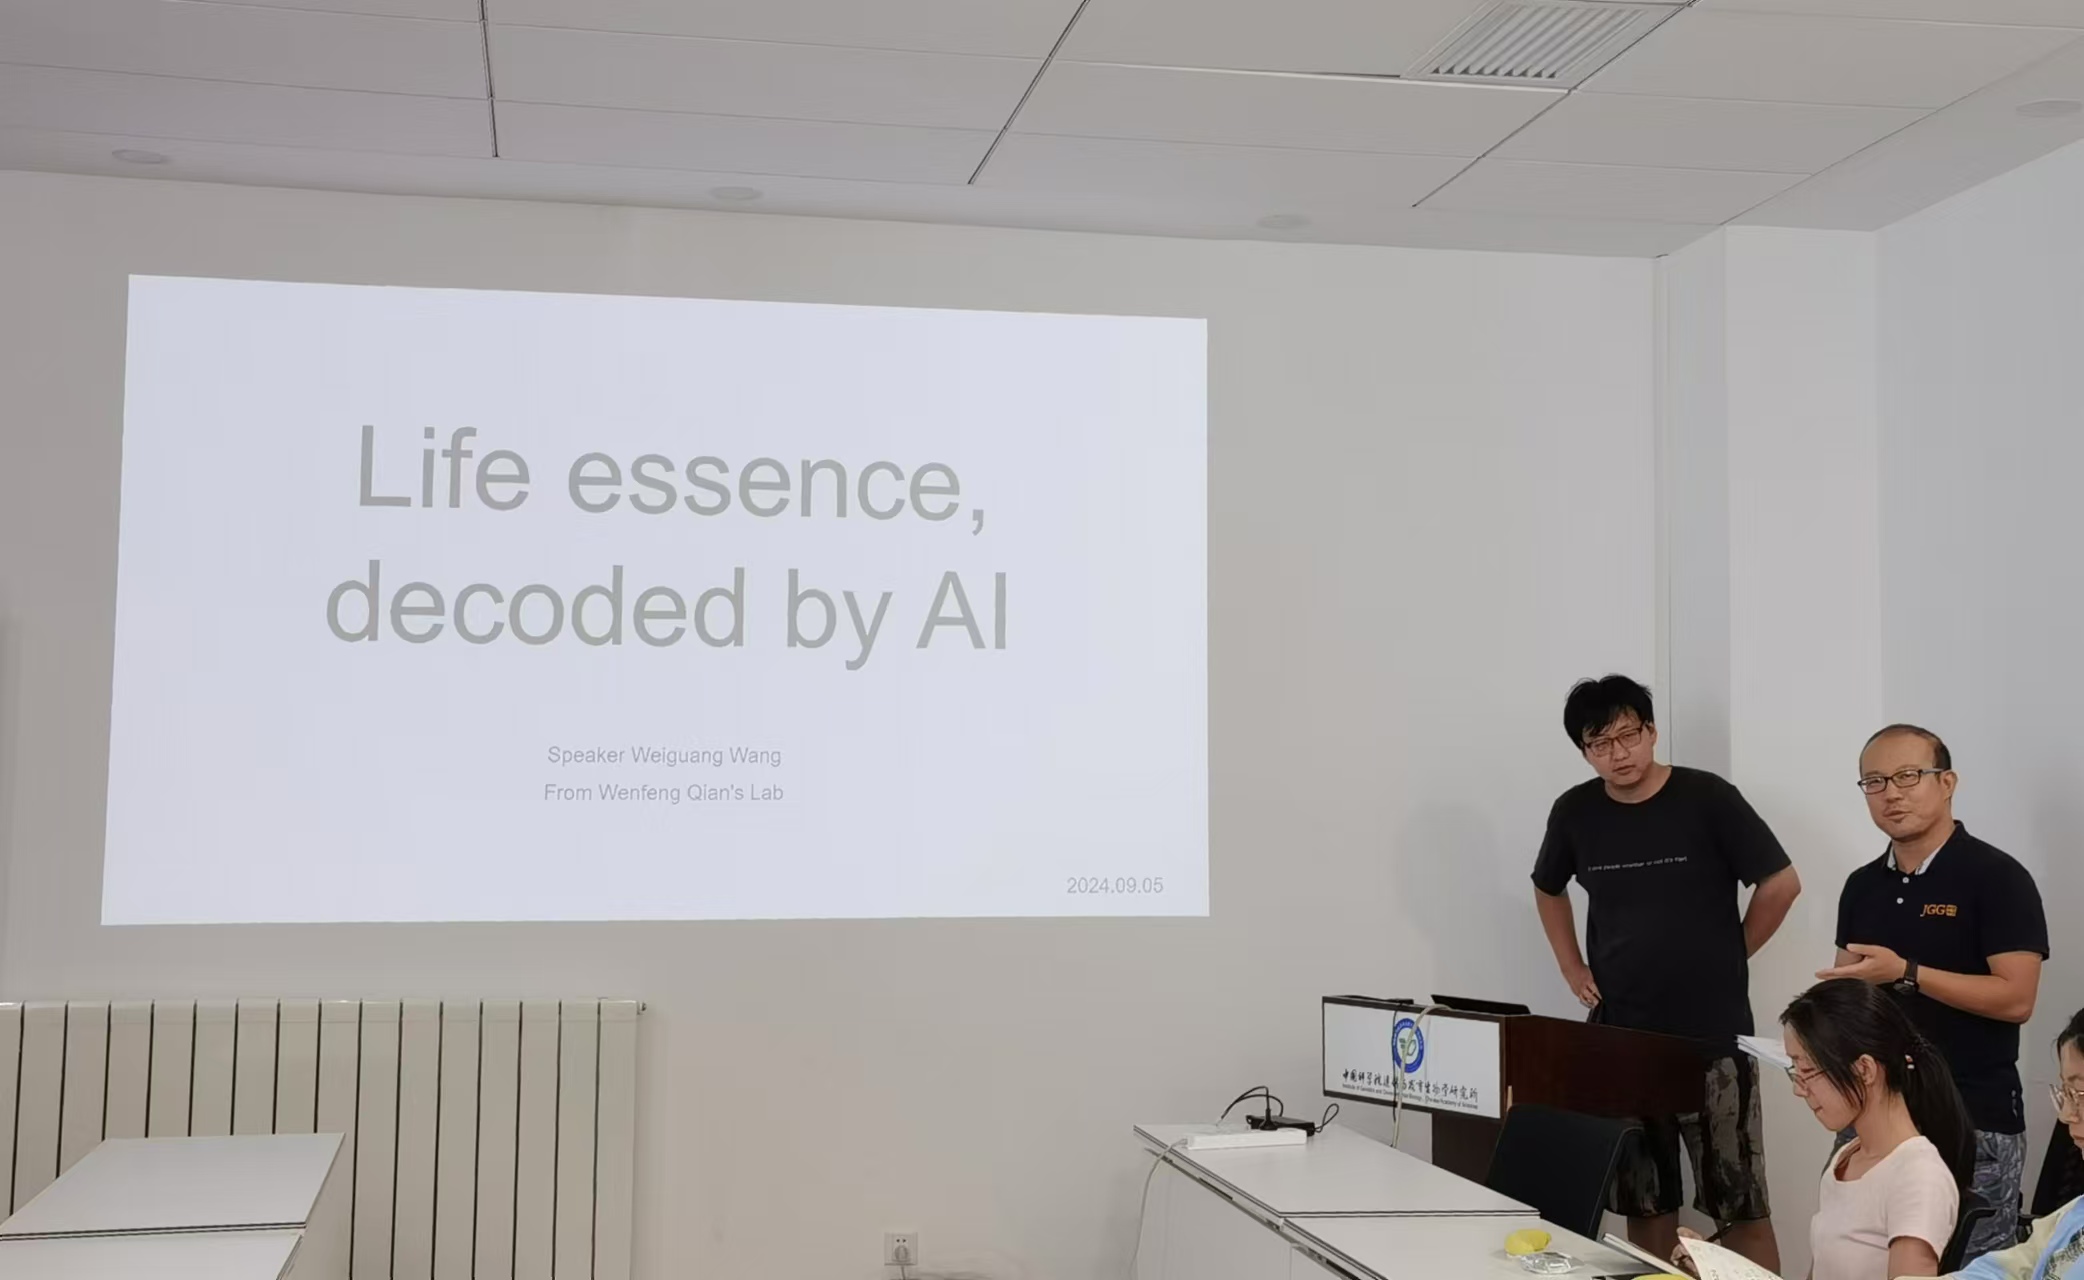 Life essence,
decoded by AI
Speaker Weiguang Wang
From Wenfeng Qian's Lab
2024.09.05
JGG
中国科学院遗传与发育生物学研究所